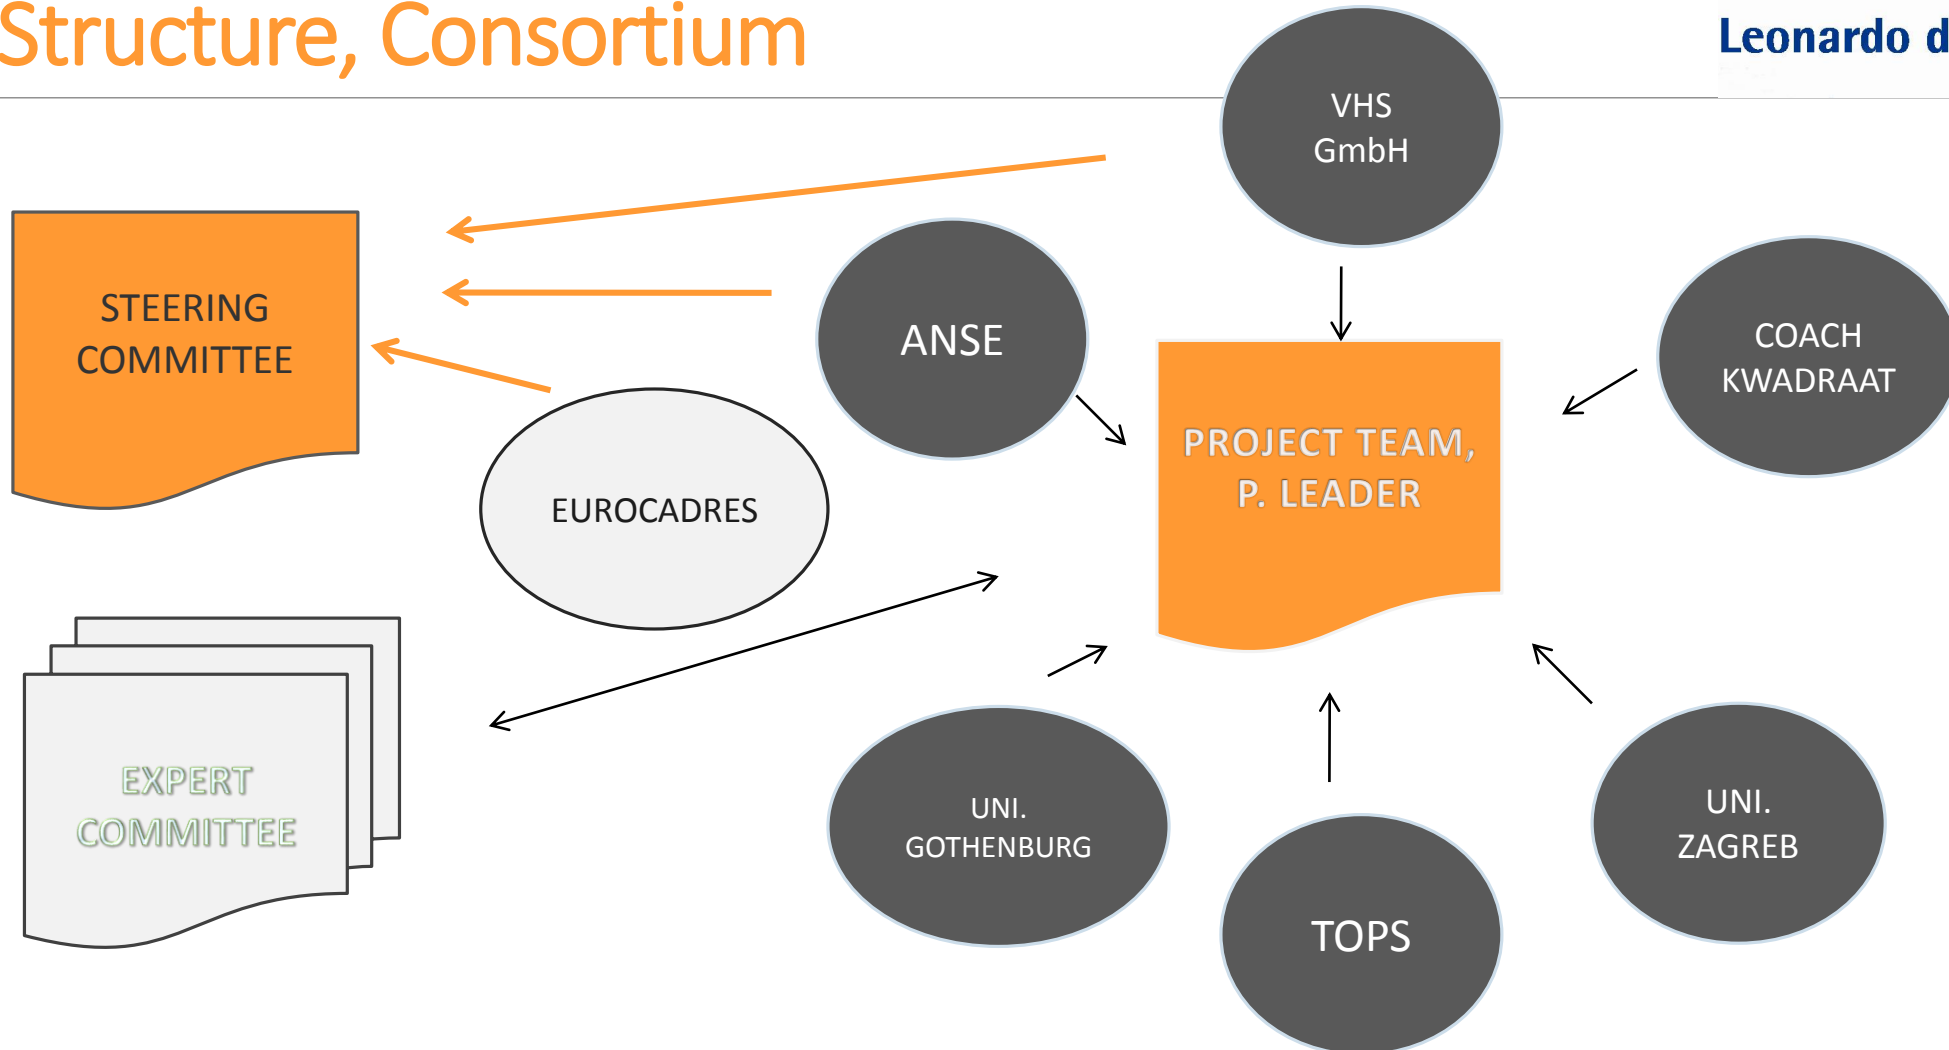 Structure, Consortium
Leonardo d
VHS
GmbH
STEERING
COMMITTEE
ANSE
COACH
KWADRAAT
PROJECT TEAM,
P. LEADER
EUROCADRES
EXPERT
COMMITTEE
UNI.
GOTHENBURG
UNI.
ZAGREB
TOPS